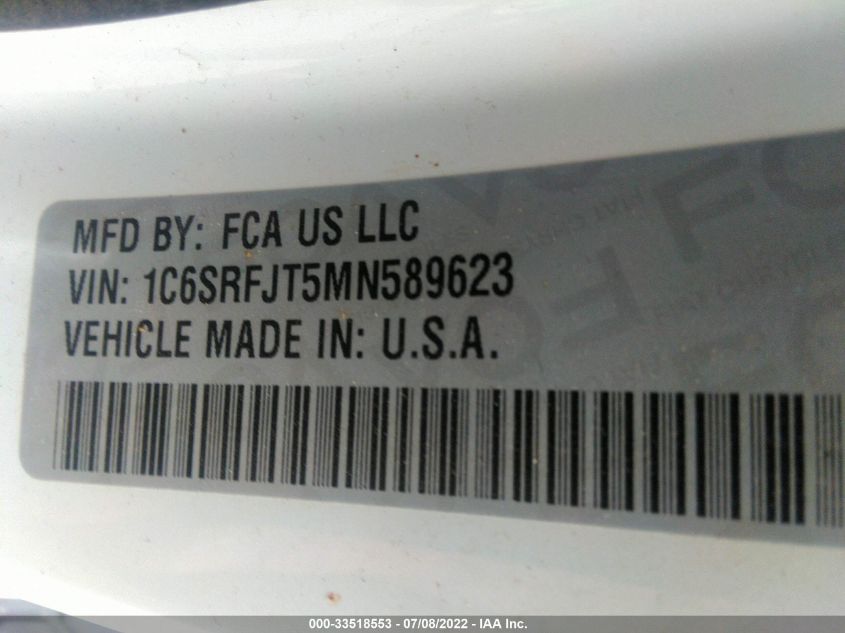 MFD BY: FCA US LLC
VIN: 1C6SRFJT5MN589623
VEHICLE MADE IN: U.S.A.
000-33518553 - 07/08/2022 - IAA Inc.